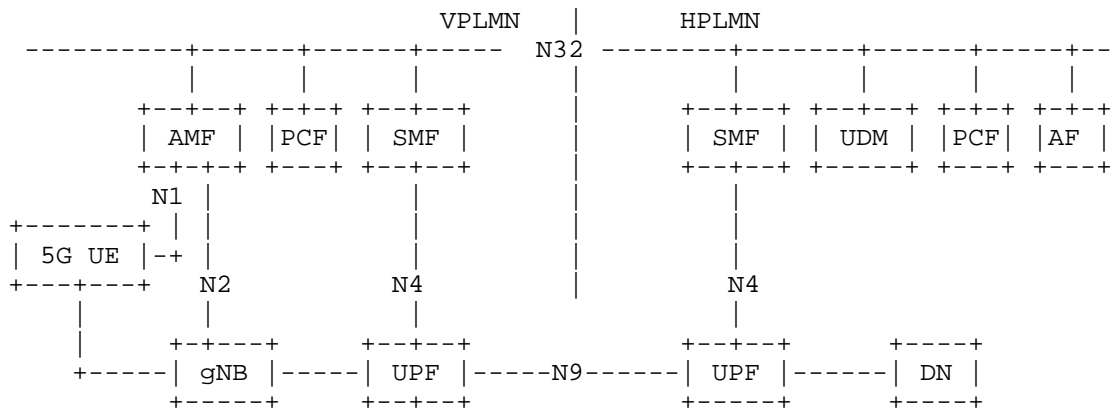 VPLMN HPLMN
N32
AMF PCF SMF SMF UDM PCF AF
N1
5G UE
N2 N4 N4
gNB UPF N9 UPF DN